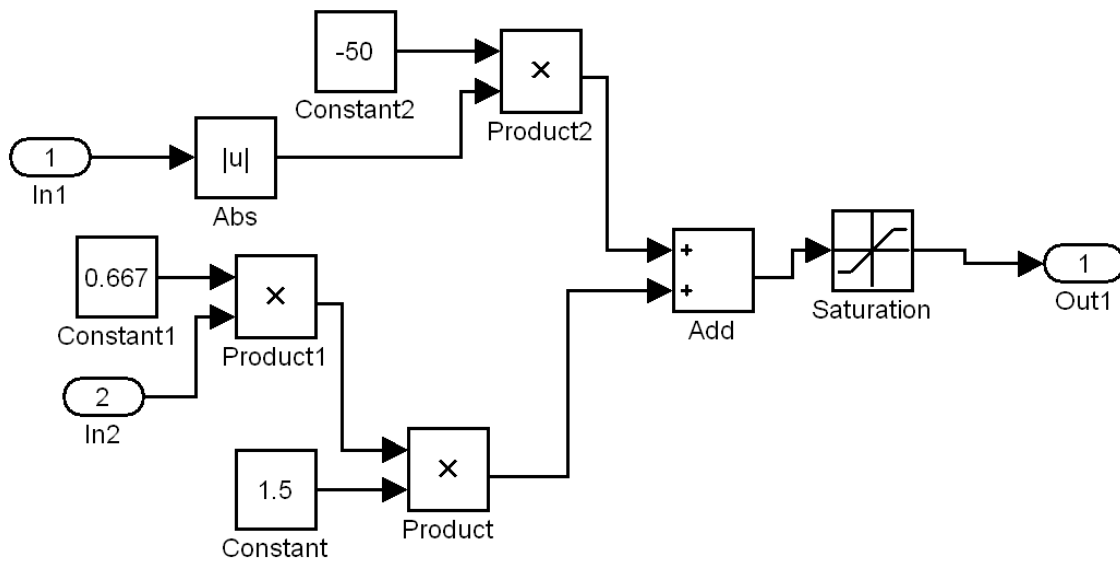 -50
Constant2
×
Product2
1
In1
|u|
Abs
0.667
Constant1
×
Product1
2
In2
1.5
Constant
×
Product
+
+
Add
Saturation
1
Out1